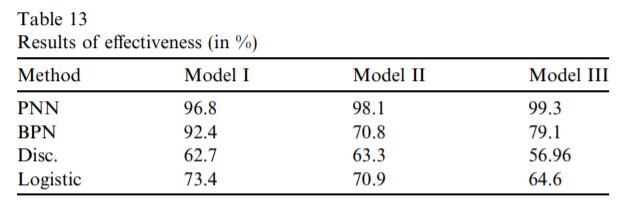 Table 13
Results of effectiveness (in %)
Method Model I Model II Model III
PNN 96.8 98.1 99.3
BPN 92.4 70.8 79.1
Disc. 62.7 63.3 56.96
Logistic 73.4 70.9 64.6